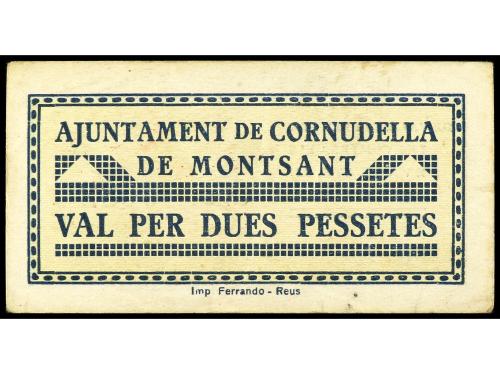 AJUNTAMENT DE CORNUDELLA
DE MONTSANT
VAL PER DUES PESSETES
Imp Ferrando - Reus